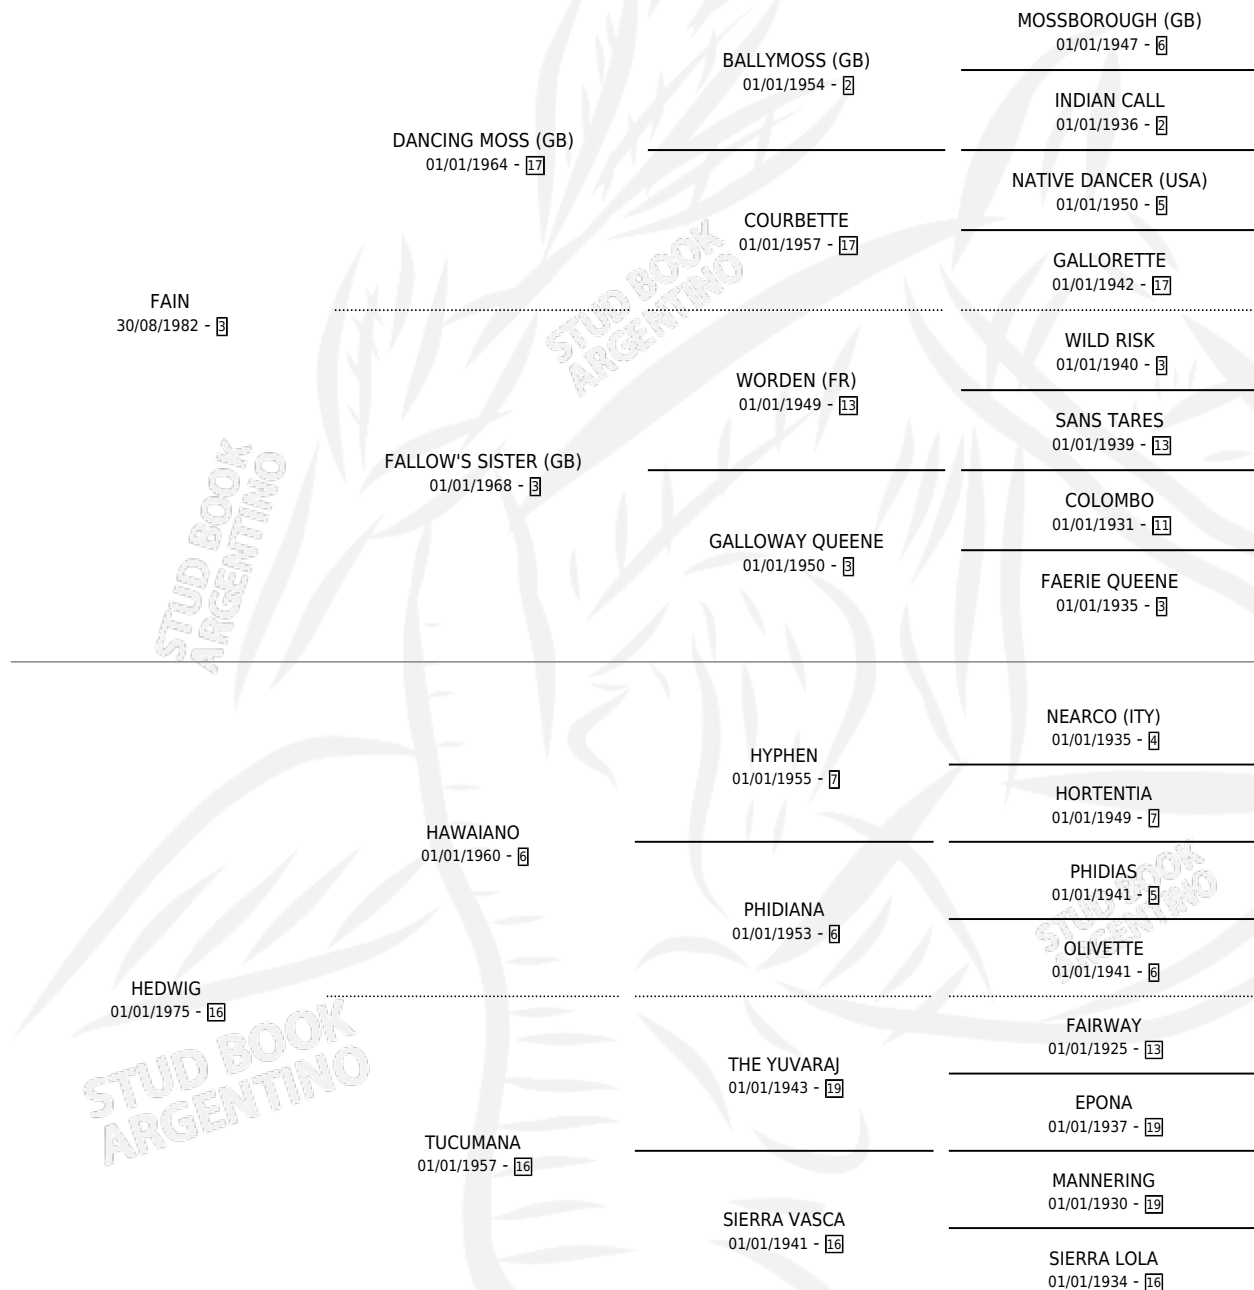 MOSSBOROUGH (GB)
01/01/1947 - 6
BALLYMOSS (GB)
01/01/1954 - 2
INDIAN CALL
01/01/1936 - 2
DANCING MOSS (GB)
01/01/1964 - 17
NATIVE DANCER (USA)
01/01/1950 - 5
COURBETTE
01/01/1957 - 17
GALLORETTE
01/01/1942 - 17
FAIN
30/08/1982 - 3
WILD RISK
01/01/1940 - 3
WORDEN (FR)
01/01/1949 - 13
SANS TARES
01/01/1939 - 13
FALLOW'S SISTER (GB)
01/01/1968 - 3
COLOMBO
01/01/1931 - 11
GALLOWAY QUEENE
01/01/1950 - 3
FAERIE QUEENE
01/01/1935 - 3
NEARCO (ITY)
01/01/1935 - 4
HYPHEN
01/01/1955 - 7
HORTENTIA
01/01/1949 - 7
HAWAIANO
01/01/1960 - 6
PHIDIAS
01/01/1941 - 5
PHIDIANA
01/01/1953 - 6
OLIVETTE
01/01/1941 - 6
HEDWIG
01/01/1975 - 16
FAIRWAY
01/01/1925 - 13
THE YUVARAJ
01/01/1943 - 19
EPONA
01/01/1937 - 19
TUCUMANA
01/01/1957 - 16
MANNERING
01/01/1930 - 19
SIERRA VASCA
01/01/1941 - 16
SIERRA LOLA
01/01/1934 - 16
STUD BOOK
ARGENTINO
STUD BOOK
ARGENTINO
STUD BOOK
ARGENTINO
STUD BOOK
ARGENTINO